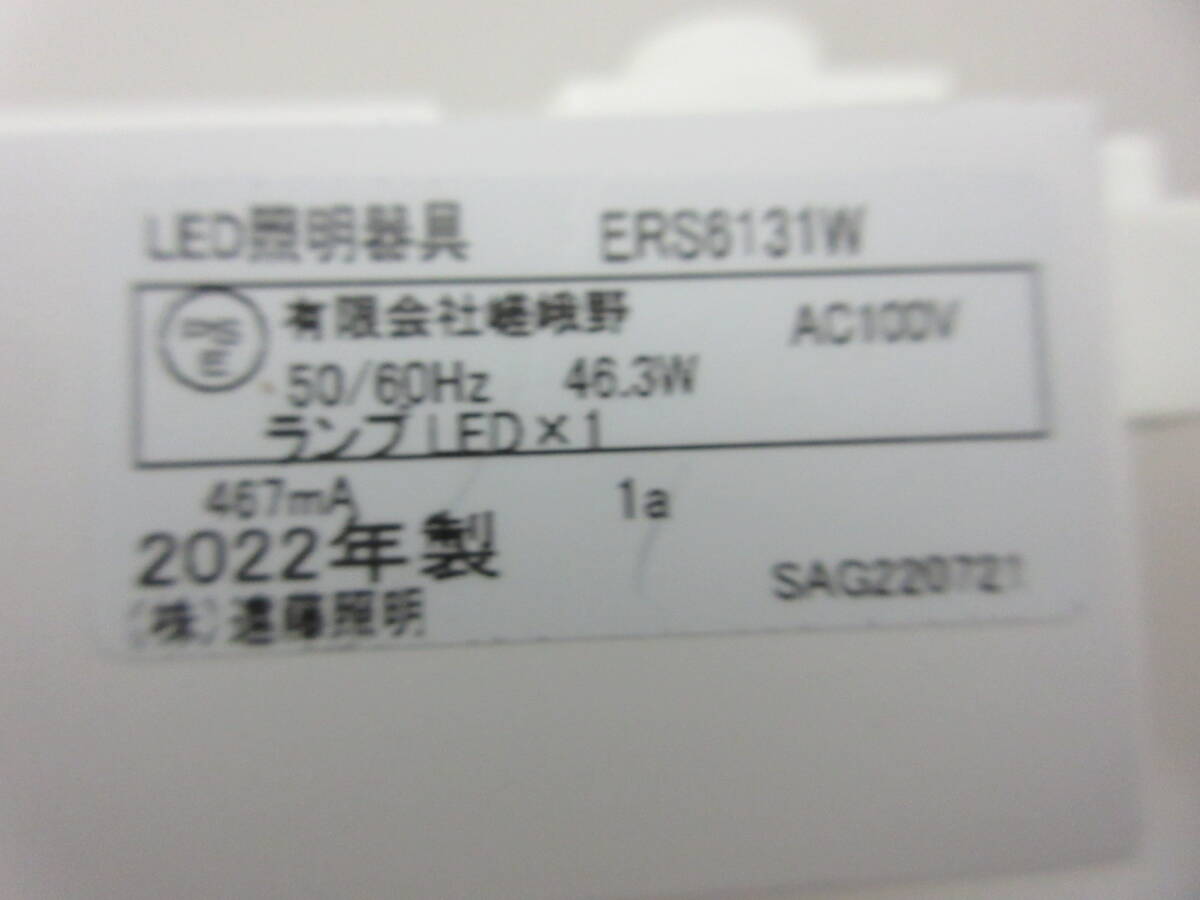 LED照明器具 ERS6131W
PS
E
有限会社嵯峨野 AC100V
50/60Hz 46.3W
ランプ LED×1
467mA 1a
2022年製 SAG220721
(株)遠藤照明